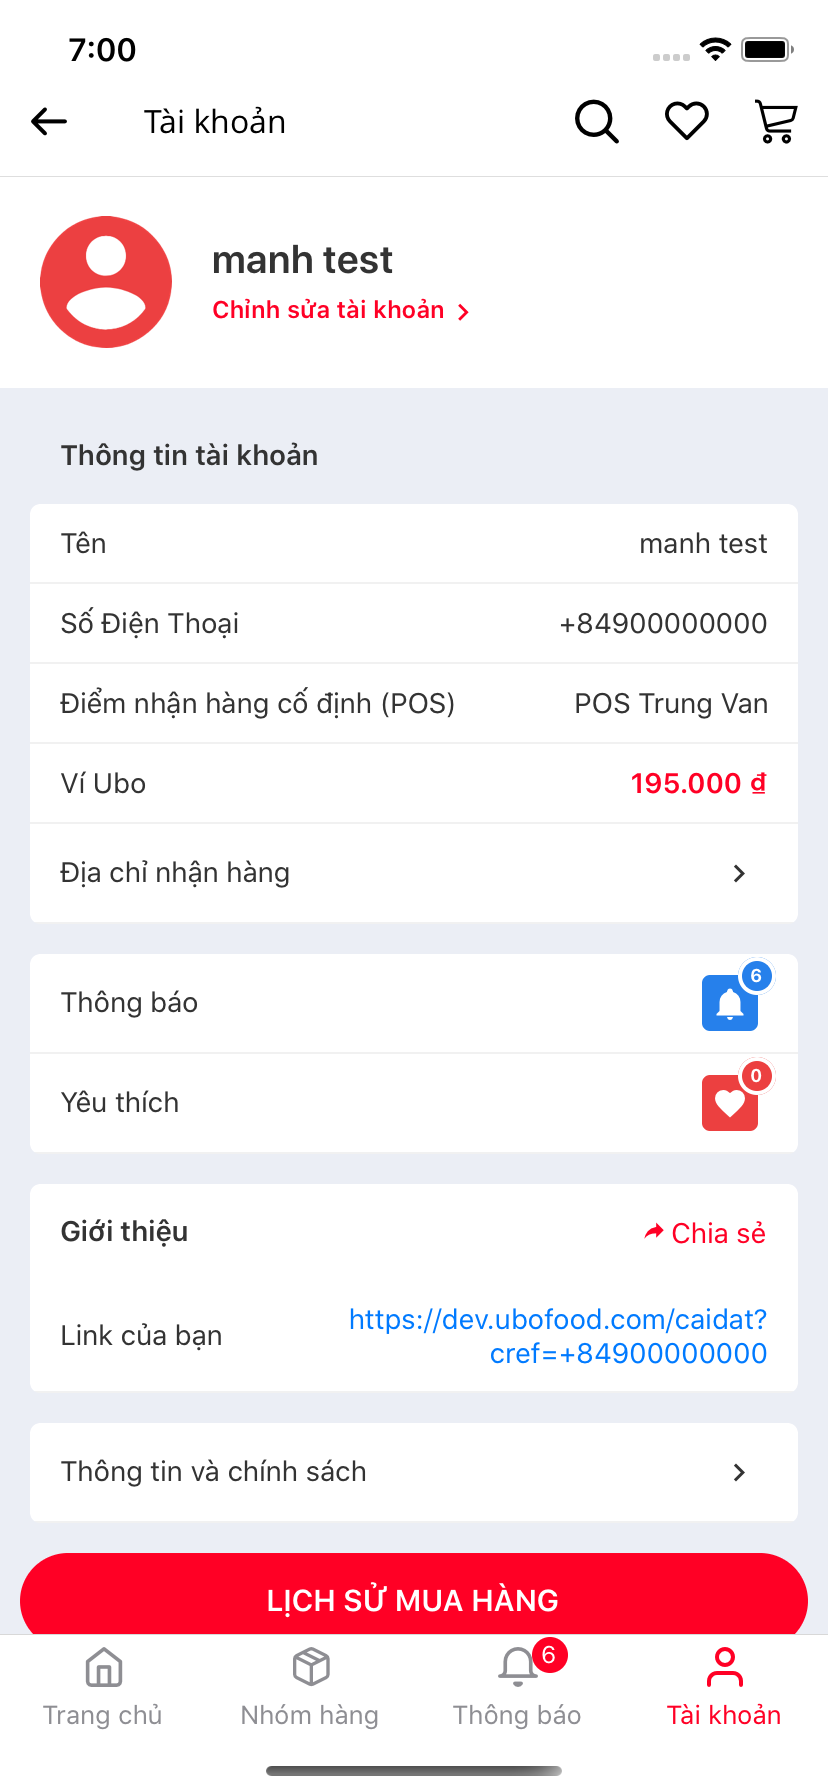 7:00
Tài khoản
manh test
Chỉnh sửa tài khoản
Thông tin tài khoản
Tên manh test
Số Điện Thoại +84900000000
Điểm nhận hàng cố định (POS) POS Trung Van
Ví Ubo 195.000 ₫
Địa chỉ nhận hàng
Thông báo 6
Yêu thích 0
Giới thiệu Chia sẻ
Link của bạn https://dev.ubofood.com/caidat?
cref=+84900000000
Thông tin và chính sách
LỊCH SỬ MUA HÀNG
6
Trang chủ Nhóm hàng Thông báo Tài khoản